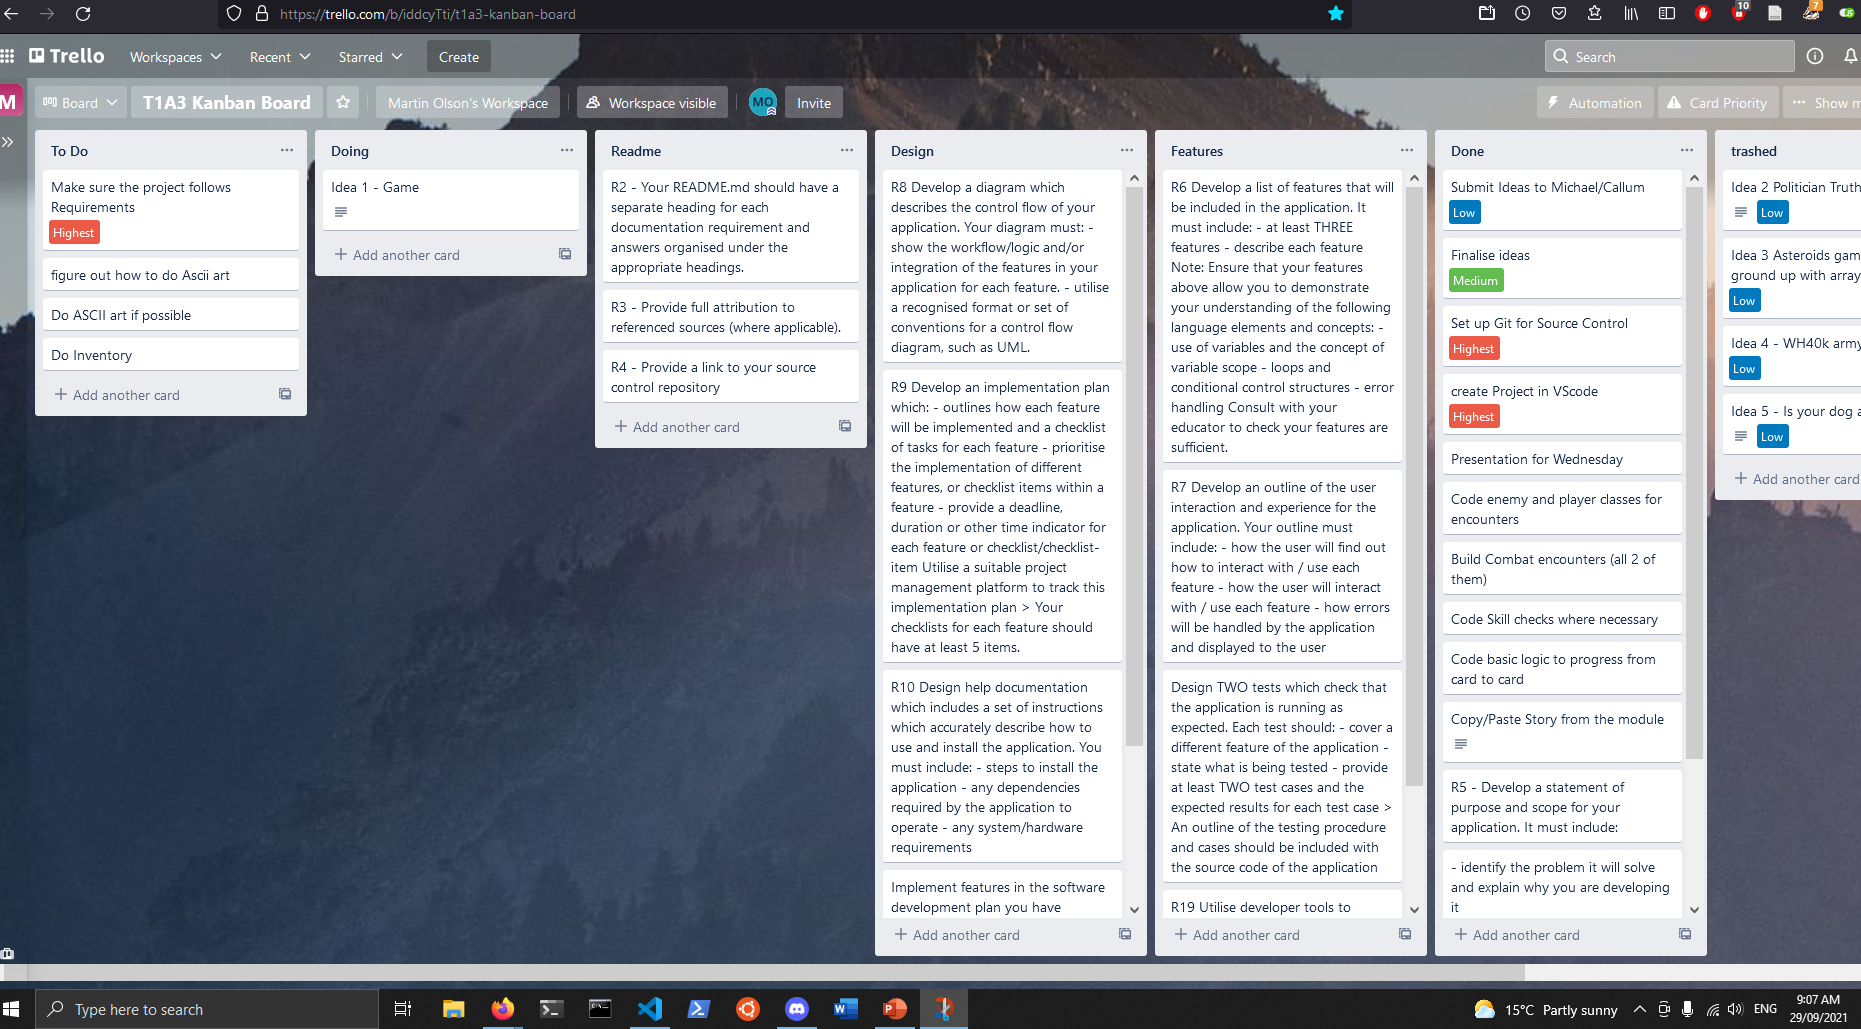 https://trello.com/b/iddcyTti/t1a3-kanban-board
10
7
Trello
Workspaces
Recent
Starred
Create
Search
M
Board
T1A3 Kanban Board
Martin Olson's Workspace
Workspace visible
MO
Invite
Automation
Card Priority
Show m
To Do
Make sure the project follows
Requirements
Highest
figure out how to do Ascii art
Do ASCII art if possible
Do Inventory
Add another card
Doing
Idea 1 - Game
Add another card
Readme
R2 - Your README.md should have a
separate heading for each
documentation requirement and
answers organised under the
appropriate headings.
R3 - Provide full attribution to
referenced sources (where applicable).
R4 - Provide a link to your source
control repository
Add another card
Design
R8 Develop a diagram which
describes the control flow of your
application. Your diagram must: -
show the workflow/logic and/or
integration of the features in your
application for each feature. - utilise
a recognised format or set of
conventions for a control flow
diagram, such as UML.
R9 Develop an implementation plan
which: - outlines how each feature
will be implemented and a checklist
of tasks for each feature - prioritise
the implementation of different
features, or checklist items within a
feature - provide a deadline,
duration or other time indicator for
each feature or checklist/checklist-
item Utilise a suitable project
management platform to track this
implementation plan > Your
checklists for each feature should
have at least 5 items.
R10 Design help documentation
which includes a set of instructions
which accurately describe how to
use and install the application. You
must include: - steps to install the
application - any dependencies
required by the application to
operate - any system/hardware
requirements
Implement features in the software
development plan you have
Add another card
Features
R6 Develop a list of features that will
be included in the application. It
must include: - at least THREE
features - describe each feature
Note: Ensure that your features
above allow you to demonstrate
your understanding of the following
language elements and concepts: -
use of variables and the concept of
variable scope - loops and
conditional control structures - error
handling Consult with your
educator to check your features are
sufficient.
R7 Develop an outline of the user
interaction and experience for the
application. Your outline must
include: - how the user will find out
how to interact with / use each
feature - how the user will interact
with / use each feature - how errors
will be handled by the application
and displayed to the user
Design TWO tests which check that
the application is running as
expected. Each test should: - cover a
different feature of the application -
state what is being tested - provide
at least TWO test cases and the
expected results for each test case >
An outline of the testing procedure
and cases should be included with
the source code of the application
R19 Utilise developer tools to
Add another card
Done
Submit Ideas to Michael/Callum
Low
Finalise ideas
Medium
Set up Git for Source Control
Highest
create Project in VScode
Highest
Presentation for Wednesday
Code enemy and player classes for
encounters
Build Combat encounters (all 2 of
them)
Code Skill checks where necessary
Code basic logic to progress from
card to card
Copy/Paste Story from the module
R5 - Develop a statement of
purpose and scope for your
application. It must include:
- identify the problem it will solve
and explain why you are developing
it
Add another card
trashed
Idea 2 Politician Truth
Low
Idea 3 Asteroids gam
ground up with array
Low
Idea 4 - WH40k army
Low
Idea 5 - Is your dog a
Low
Add another card
Type here to search
15°C Partly sunny
ENG
9:07 AM
29/09/2021